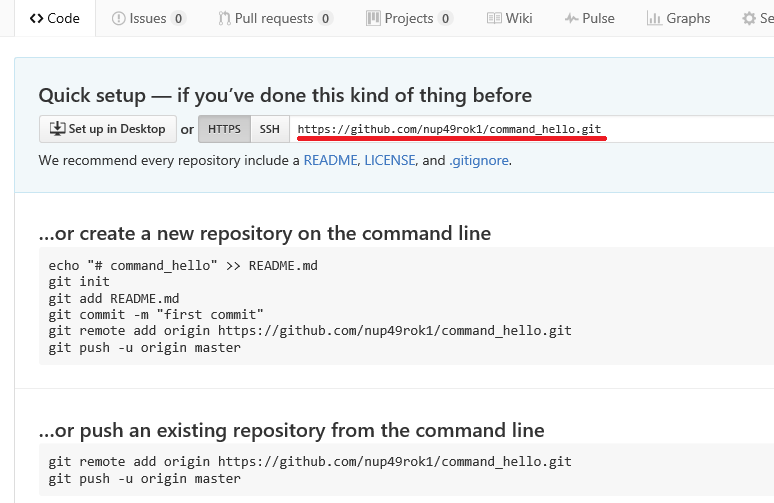 Code Issues 0 Pull requests 0 Projects 0 Wiki Pulse Graphs Se
Quick setup — if you've done this kind of thing before
Set up in Desktop or HTTPS SSH https://github.com/nup49rok1/command_hello.git
We recommend every repository include a README, LICENSE, and .gitignore.
…or create a new repository on the command line
echo "# command_hello" >> README.md
git init
git add README.md
git commit -m "first commit"
git remote add origin https://github.com/nup49rok1/command_hello.git
git push -u origin master
…or push an existing repository from the command line
git remote add origin https://github.com/nup49rok1/command_hello.git
git push -u origin master